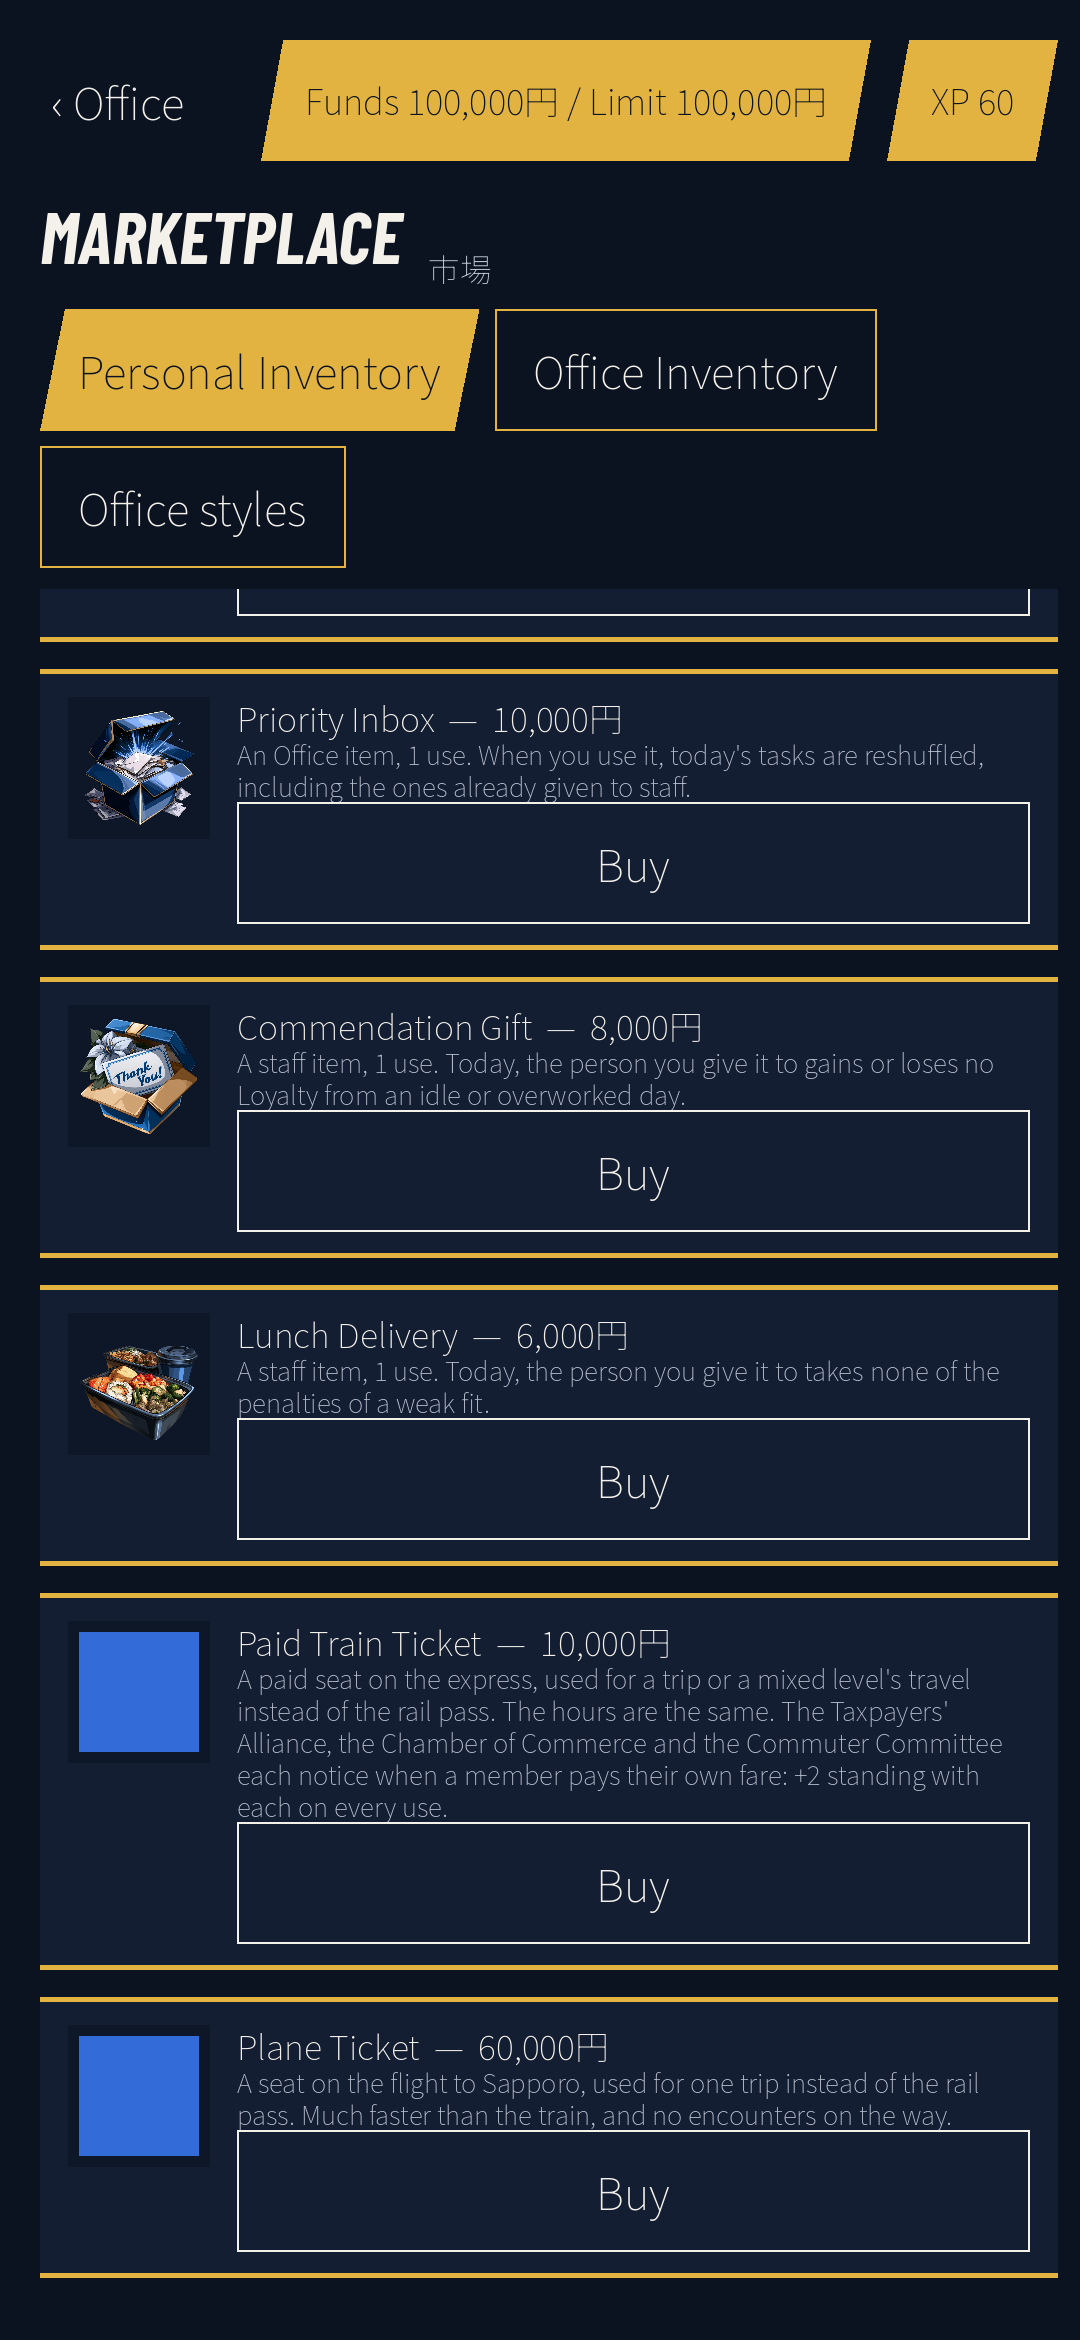 ‹ Office
Funds 100,000円 / Limit 100,000円
XP 60
MARKETPLACE
市場
Personal Inventory
Office Inventory
Office styles
Priority Inbox — 10,000円
An Office item, 1 use. When you use it, today's tasks are reshuffled,
including the ones already given to staff.
Buy
Commendation Gift — 8,000円
A staff item, 1 use. Today, the person you give it to gains or loses no
Loyalty from an idle or overworked day.
Thank
You!
Buy
Lunch Delivery — 6,000円
A staff item, 1 use. Today, the person you give it to takes none of the
penalties of a weak fit.
Buy
Paid Train Ticket — 10,000円
A paid seat on the express, used for a trip or a mixed level's travel
instead of the rail pass. The hours are the same. The Taxpayers'
Alliance, the Chamber of Commerce and the Commuter Committee
each notice when a member pays their own fare: +2 standing with
each on every use.
Buy
Plane Ticket — 60,000円
A seat on the flight to Sapporo, used for one trip instead of the rail
pass. Much faster than the train, and no encounters on the way.
Buy